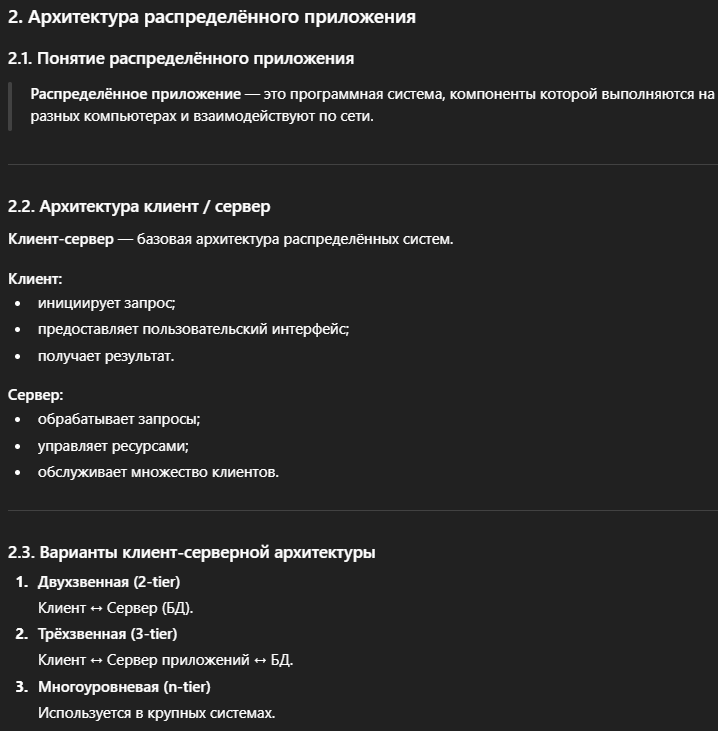 2. Архитектура распределённого приложения
2.1. Понятие распределённого приложения
Распределённое приложение — это программная система, компоненты которой выполняются на
разных компьютерах и взаимодействуют по сети.
2.2. Архитектура клиент / сервер
Клиент-сервер — базовая архитектура распределённых систем.
Клиент:
• инициирует запрос;
• предоставляет пользовательский интерфейс;
• получает результат.
Сервер:
• обрабатывает запросы;
• управляет ресурсами;
• обслуживает множество клиентов.
2.3. Варианты клиент-серверной архитектуры
1. Двухзвенная (2-tier)
Клиент ↔ Сервер (БД).
2. Трёхзвенная (3-tier)
Клиент ↔ Сервер приложений ↔ БД.
3. Многоуровневая (n-tier)
Используется в крупных системах.